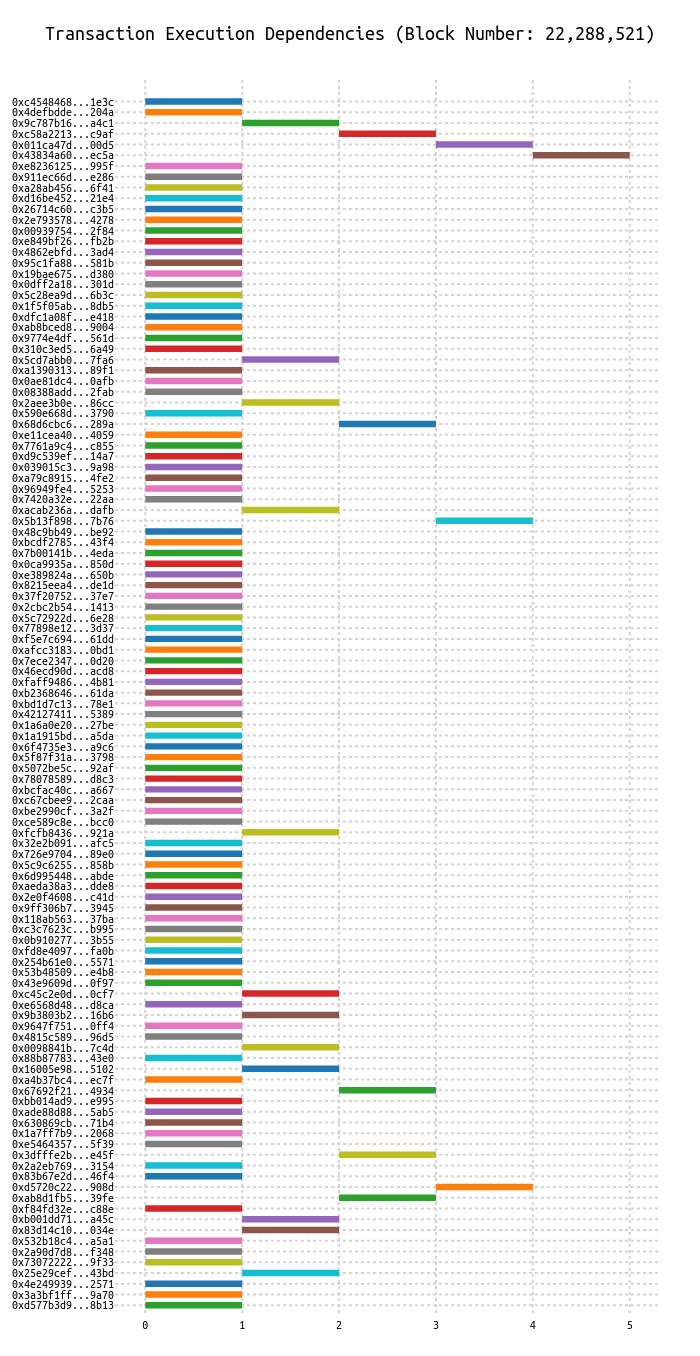 Transaction Execution Dependencies (Block Number: 22,288,521)
0xc4548468...1e3c
0x4defbdde...204a
0x9c787b16...a4c1
0xc58a2213...c9af
0x011ca47d...00d5
0x43834a60...ec5a
0xe8236125...995f
0x911ec66d...e286
0xa28ab456...6f41
0xd16be452...21e4
0x26714c60...c3b5
0x2e793578...4278
0x00939754...2f84
0xe849bf26...fb2b
0x4862ebfd...3ad4
0x95c1fa88...581b
0x19bae675...d380
0x0dff2a18...301d
0x5c28ea9d...6b3c
0x1f5f05ab...8db5
0xdfc1a08f...e418
0xab8bced8...9004
0x9774e4df...561d
0x310c3ed5...6a49
0x5cd7abb0...7fa6
0xa1390313...89f1
0x0ae81dc4...0afb
0x08388add...2fab
0x2aee3b0e...86cc
0x590e668d...3790
0x68d6cbc6...289a
0xe11cea40...4059
0x7761a9c4...c855
0xd9c539ef...14a7
0x039015c3...9a98
0xa79c8915...4fe2
0x96949fe4...5253
0x7420a32e...22aa
0xacab236a...dafb
0x5b13f898...7b76
0x48c9bb49...be92
0xbcdf2785...43f4
0x7b00141b...4eda
0x0ca9935a...850d
0xe389824a...650b
0x8215eea4...de1d
0x37f20752...37e7
0x2cbc2b54...1413
0x5c72922d...6e28
0x77898e12...3d37
0xf5e7c694...61dd
0xafcc3183...0bd1
0x7ece2347...0d20
0x46ecd90d...acd8
0xfaff9486...4b81
0xb2368646...61da
0xbd1d7c13...78e1
0x42127411...5389
0x1a6a0e20...27be
0x1a1915bd...a5da
0x6f4735e3...a9c6
0x5f87f31a...3798
0x5072be5c...92af
0x78078589...d8c3
0xbcfac40c...a667
0xc67cbee9...2caa
0xbe2990cf...3a2f
0xce589c8e...bcc0
0xfcfb8436...921a
0x32e2b091...afc5
0x726e9704...89e0
0x5c9c6255...858b
0x6d995448...abde
0xaeda38a3...dde8
0x2e0f4608...c41d
0x9ff306b7...3945
0x118ab563...37ba
0xc3c7623c...b995
0x0b910277...3b55
0xfd8e4097...fa0b
0x254b61e0...5571
0x53b48509...e4b8
0x43e9609d...0f97
0xc45c2e0d...0cf7
0xe6568d48...d8ca
0x9b3803b2...16b6
0x9647f751...0ff4
0x4815c589...96d5
0x0098841b...7c4d
0x88b87783...43e0
0x16005e98...5102
0xa4b37bc4...ec7f
0x67692f21...4934
0xbb014ad9...e995
0xade88d88...5ab5
0x630869cb...71b4
0x1a7ff7b9...2068
0xe5464357...5f39
0x3dfffe2b...e45f
0x2a2eb769...3154
0x83b67e2d...46f4
0xd5720c22...908d
0xab8d1fb5...39fe
0xf84fd32e...c88e
0xb001dd71...a45c
0x83d14c10...034e
0x532b18c4...a5a1
0x2a90d7d8...f348
0x73072222...9f33
0x25e29cef...43bd
0x4e249939...2571
0x3a3bf1ff...9a70
0xd577b3d9...8b13
0 1 2 3 4 5